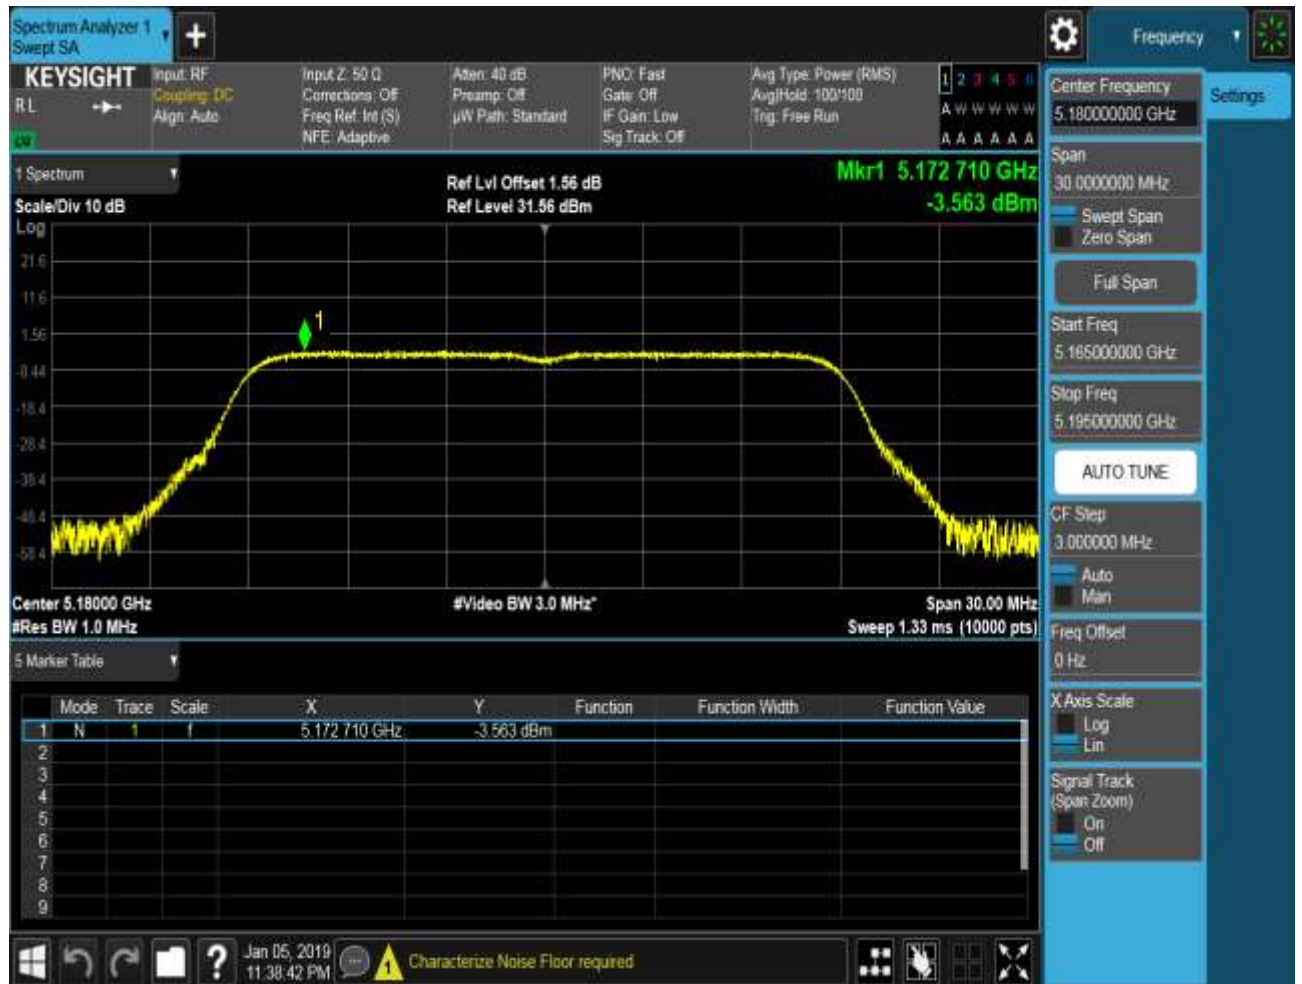 Spectrum Analyzer 1
Swept SA
+
Frequency
KEYSIGHT
R L
Input: RF
Coupling: DC
Align: Auto
Input Z: 50 Ω
Corrections: Off
Freq Ref: Int (S)
NFE: Adaptive
Atten: 40 dB
Preamp: Off
µW Path: Standard
PNO: Fast
Gate: Off
IF Gain: Low
Sig Track: Off
Avg Type: Power (RMS)
Avg|Hold: 100/100
Trig: Free Run
1 2 3 4 5 6
A W W W W W
A A A A A A
1 Spectrum
Scale/Div 10 dB
Log
Ref Lvl Offset 1.56 dB
Ref Level 31.56 dBm
Mkr1 5.172 710 GHz
-3.563 dBm
21.6
11.6
1.56
-8.44
-18.4
-28.4
-38.4
-48.4
-58.4
1
Center 5.18000 GHz
#Res BW 1.0 MHz
#Video BW 3.0 MHz*
Span 30.00 MHz
Sweep 1.33 ms (10000 pts)
5 Marker Table
Mode Trace Scale X Y Function Function Width Function Value
1 N 1 f 5.172 710 GHz -3.563 dBm
2
3
4
5
6
7
8
9
Jan 05, 2019
11:38:42 PM
?
1
Characterize Noise Floor required
Settings
Center Frequency
5.180000000 GHz
Span
30.0000000 MHz
Swept Span
Zero Span
Full Span
Start Freq
5.165000000 GHz
Stop Freq
5.195000000 GHz
AUTO TUNE
CF Step
3.000000 MHz
Auto
Man
Freq Offset
0 Hz
X Axis Scale
Log
Lin
Signal Track
(Span Zoom)
On
Off